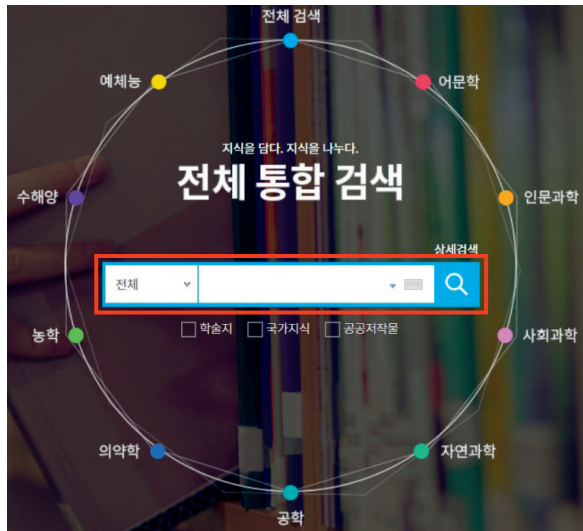 전체 검색
예체능
어문학
지식을 담다. 지식을 나누다.
전체 통합 검색
수해양
인문과학
상세검색
전체
학술지 국가지식 공공저작물
농학
사회과학
의약학
자연과학
공학